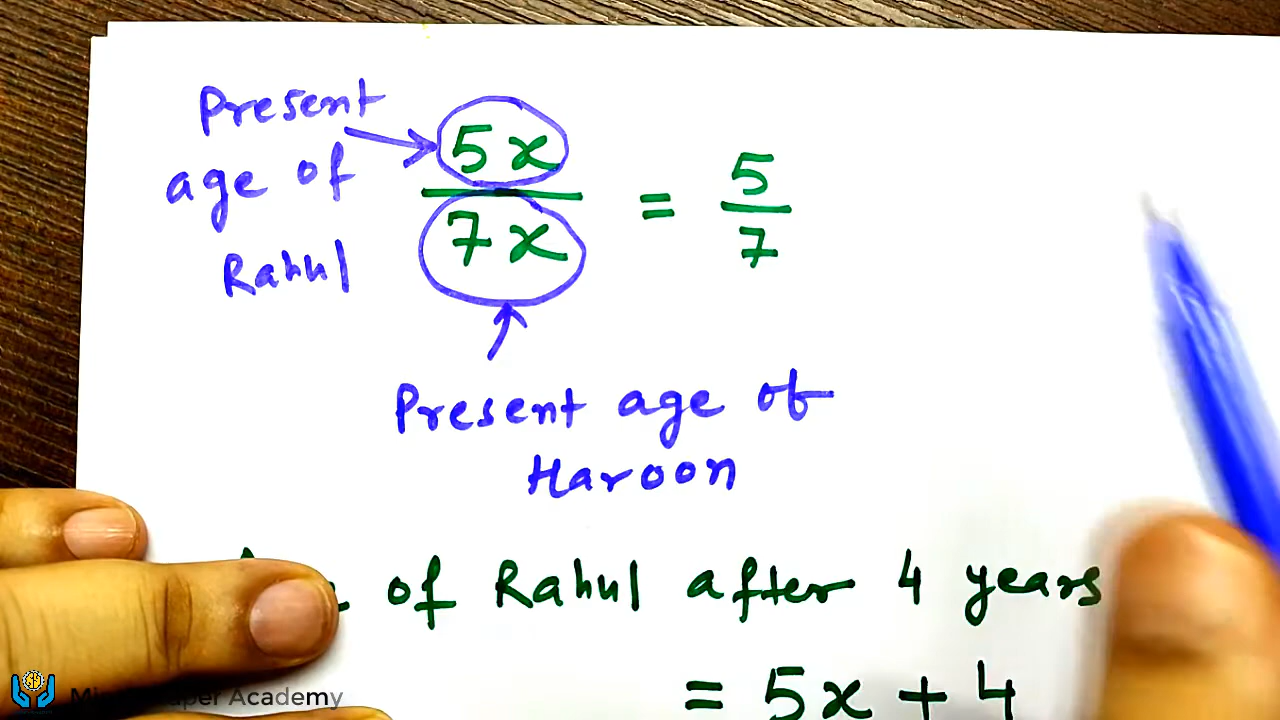 Present
age of
Rahul
5x
7x
=
5
7
Present age of
Haroon
of Rahul after 4 years
= 5x + 4
Academy